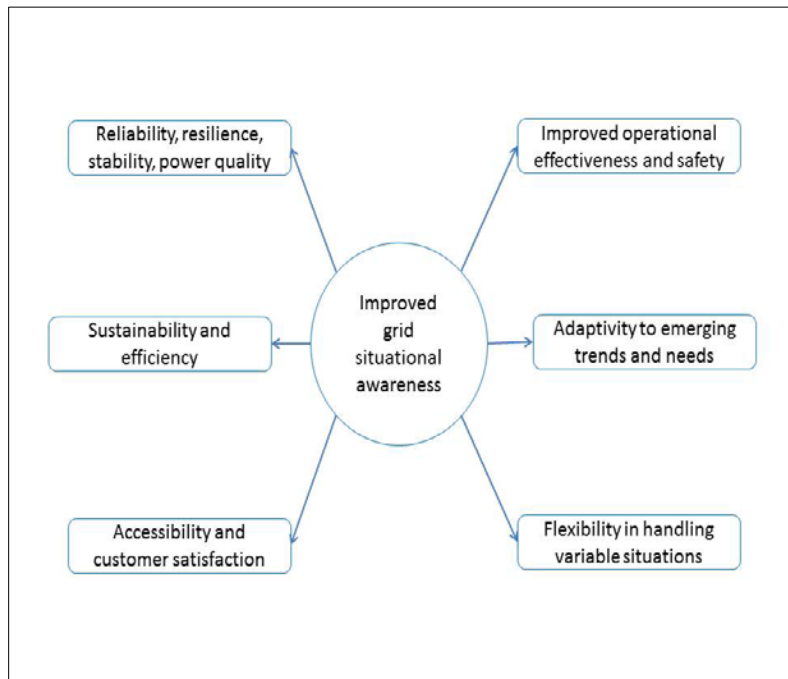 Reliability, resilience,
stability, power quality
Improved operational
effectiveness and safety
Improved
grid
situational
awareness
Sustainability and
efficiency
Adaptivity to emerging
trends and needs
Accessibility and
customer satisfaction
Flexibility in handling
variable situations